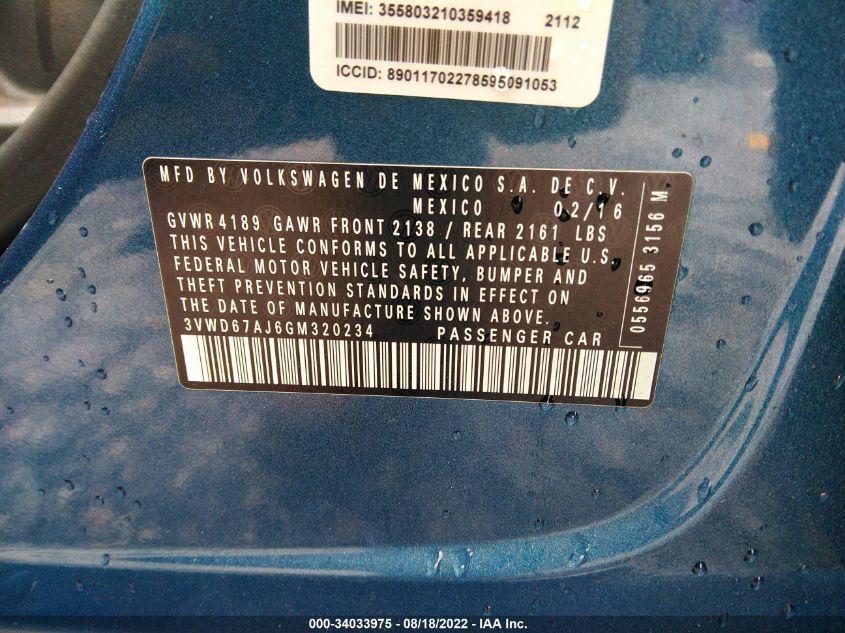 IMEI: 355803210359418 2112
ICCID: 89011702278595091053
MFD BY VOLKSWAGEN DE MEXICO S.A. DE C.V.
MEXICO 02/16
GVWR 4189 GAWR FRONT 2138 / REAR 2161 LBS
THIS VEHICLE CONFORMS TO ALL APPLICABLE U.S.
FEDERAL MOTOR VEHICLE SAFETY, BUMPER AND
THEFT PREVENTION STANDARDS IN EFFECT ON
THE DATE OF MANUFACTURE SHOWN ABOVE.
3VWD67AJ6GM320234 PASSENGER CAR
0556965 3156 M
000-34033975 - 08/18/2022 - IAA Inc.